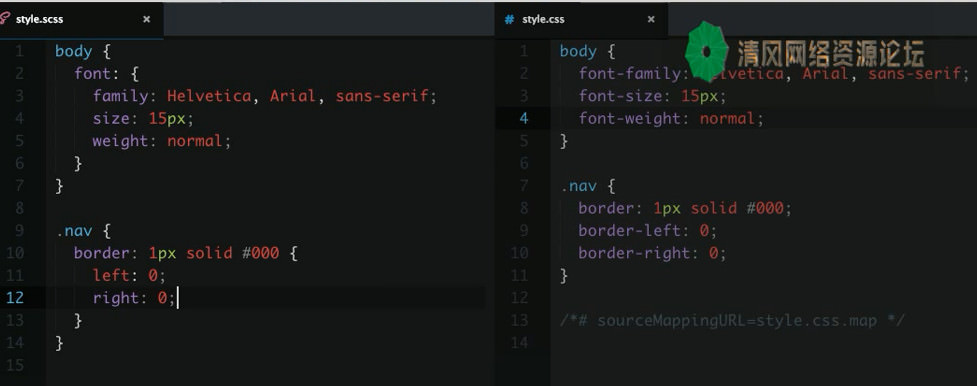 style.scss ×
1 body {
2 font: {
3 family: Helvetica, Arial, sans-serif;
4 size: 15px;
5 weight: normal;
6 }
7 }
8
9 .nav {
10 border: 1px solid #000 {
11 left: 0;
12 right: 0;
13 }
14 }
15
# style.css ×
清风网络资源论坛
1 body {
2 font-family: Helvetica, Arial, sans-serif;
3 font-size: 15px;
4 font-weight: normal;
5 }
6
7 .nav {
8 border: 1px solid #000;
9 border-left: 0;
10 border-right: 0;
11 }
12
13 /*# sourceMappingURL=style.css.map */
14